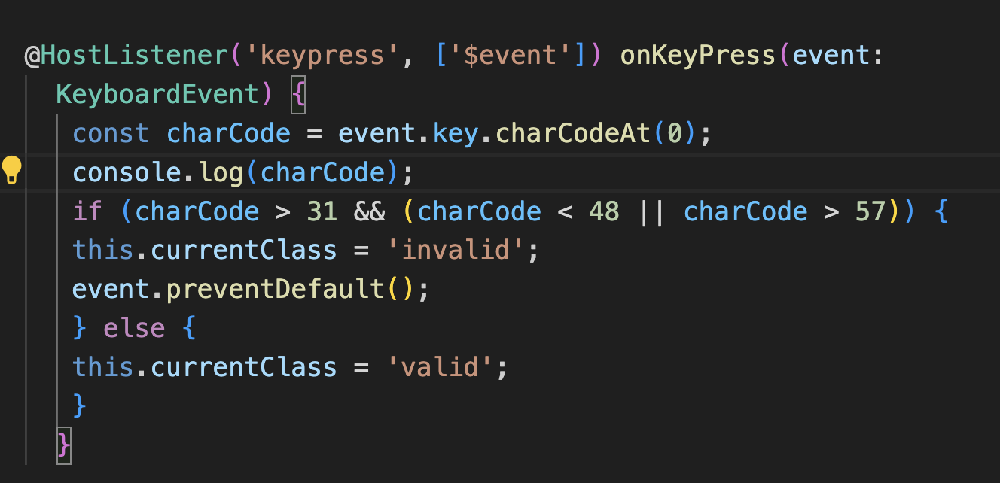 @HostListener('keypress', ['$event']) onKeyPress(event:
KeyboardEvent) {
const charCode = event.key.charCodeAt(0);
console.log(charCode);
if (charCode > 31 && (charCode < 48 || charCode > 57)) {
this.currentClass = 'invalid';
event.preventDefault();
} else {
this.currentClass = 'valid';
}
}